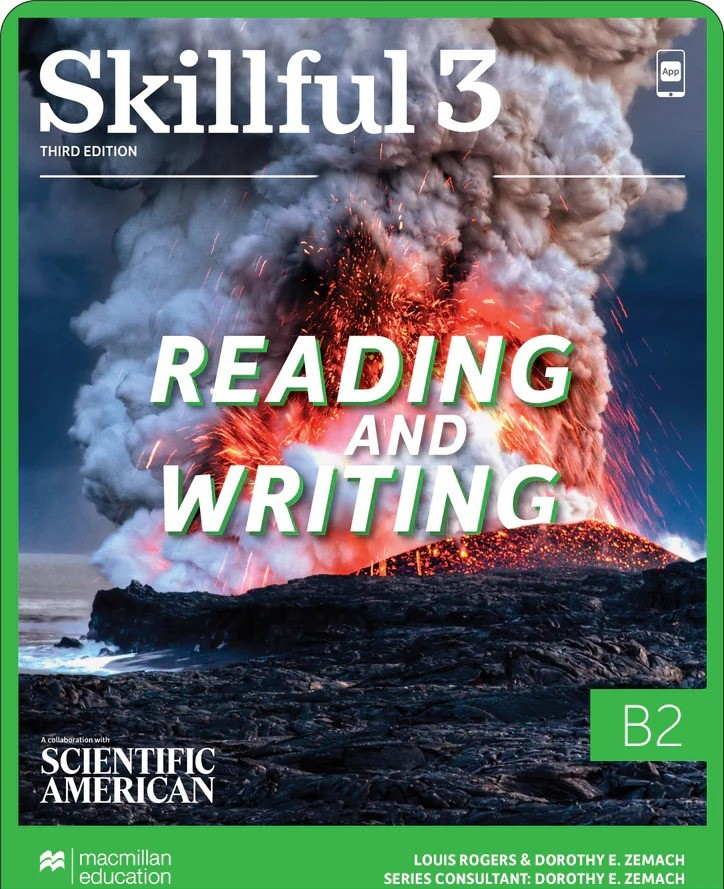 Skillful 3
App
THIRD EDITION
READING
AND
WRITING
B2
A collaboration with
SCIENTIFIC
AMERICAN
macmillan
education
LOUIS ROGERS & DOROTHY E. ZEMACH
SERIES CONSULTANT: DOROTHY E. ZEMACH